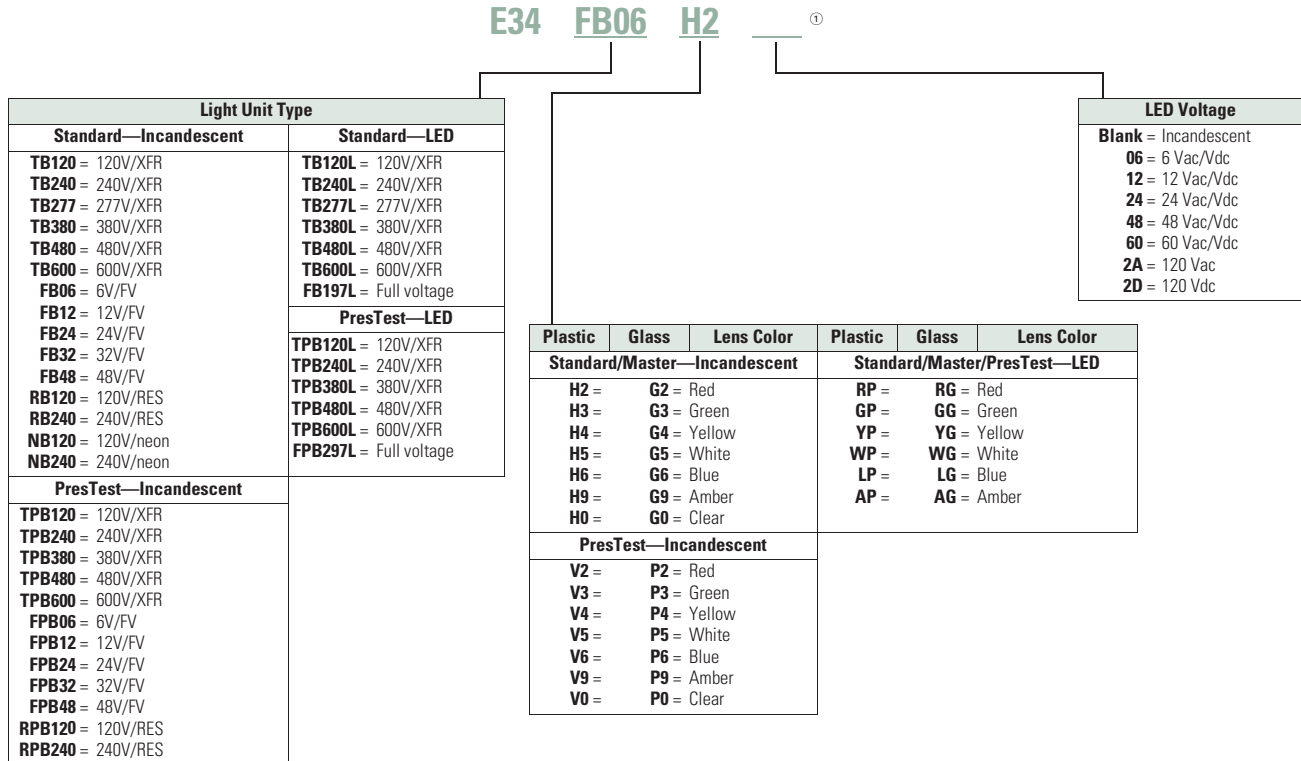 E34 FB06 H2 ___ ①
Light Unit Type
Standard—Incandescent
TB120 = 120V/XFR
TB240 = 240V/XFR
TB277 = 277V/XFR
TB380 = 380V/XFR
TB480 = 480V/XFR
TB600 = 600V/XFR
FB06 = 6V/FV
FB12 = 12V/FV
FB24 = 24V/FV
FB32 = 32V/FV
FB48 = 48V/FV
RB120 = 120V/RES
RB240 = 240V/RES
NB120 = 120V/neon
NB240 = 240V/neon
PresTest—Incandescent
TPB120 = 120V/XFR
TPB240 = 240V/XFR
TPB380 = 380V/XFR
TPB480 = 480V/XFR
TPB600 = 600V/XFR
FPB06 = 6V/FV
FPB12 = 12V/FV
FPB24 = 24V/FV
FPB32 = 32V/FV
FPB48 = 48V/FV
RPB120 = 120V/RES
RPB240 = 240V/RES
Standard—LED
TB120L = 120V/XFR
TB240L = 240V/XFR
TB277L = 277V/XFR
TB380L = 380V/XFR
TB480L = 480V/XFR
TB600L = 600V/XFR
FB197L = Full voltage
PresTest—LED
TPB120L = 120V/XFR
TPB240L = 240V/XFR
TPB380L = 380V/XFR
TPB480L = 480V/XFR
TPB600L = 600V/XFR
FPB297L = Full voltage
Plastic Glass Lens Color
Standard/Master—Incandescent
H2 = G2 = Red
H3 = G3 = Green
H4 = G4 = Yellow
H5 = G5 = White
H6 = G6 = Blue
H9 = G9 = Amber
H0 = G0 = Clear
PresTest—Incandescent
V2 = P2 = Red
V3 = P3 = Green
V4 = P4 = Yellow
V5 = P5 = White
V6 = P6 = Blue
V9 = P9 = Amber
V0 = P0 = Clear
Plastic Glass Lens Color
Standard/Master/PresTest—LED
RP = RG = Red
GP = GG = Green
YP = YG = Yellow
WP = WG = White
LP = LG = Blue
AP = AG = Amber
LED Voltage
Blank = Incandescent
06 = 6 Vac/Vdc
12 = 12 Vac/Vdc
24 = 24 Vac/Vdc
48 = 48 Vac/Vdc
60 = 60 Vac/Vdc
2A = 120 Vac
2D = 120 Vdc